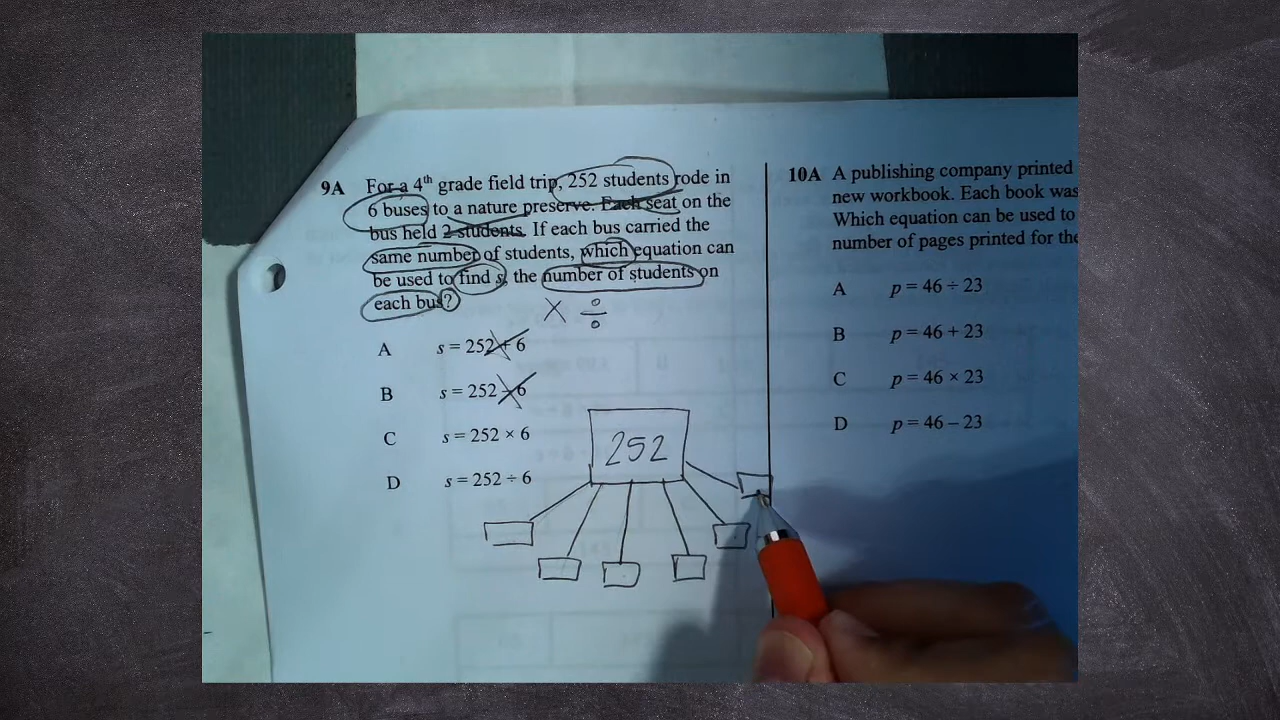 9A For a 4th grade field trip, 252 students rode in
6 buses to a nature preserve. Each seat on the
bus held 2 students. If each bus carried the
same number of students, which equation can
be used to find s, the number of students on
each bus?
× ÷
A s = 252 + 6
B s = 252 – 6
C s = 252 × 6
D s = 252 ÷ 6
252
10A A publishing company printed
new workbook. Each book was
Which equation can be used to
number of pages printed for the
A p = 46 ÷ 23
B p = 46 + 23
C p = 46 × 23
D p = 46 – 23